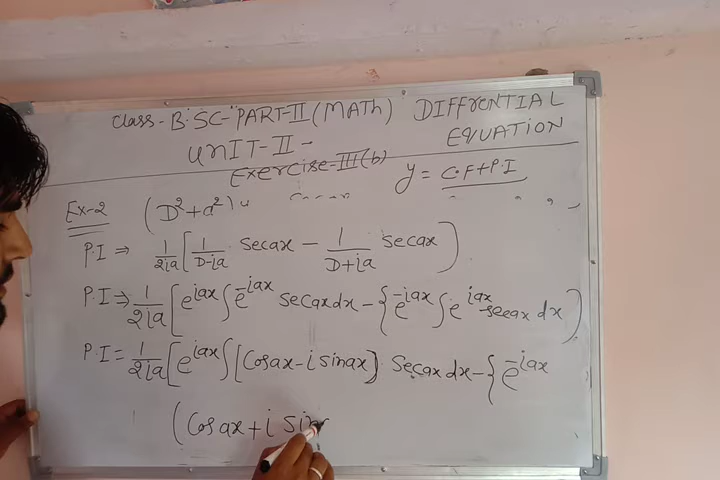 Class-B.SC-PART-II(MATH) DIFFRENTIAL
UNIT-II- EQUATION
Exercise-III(b) y = C.F+P.I
Ex-2 (D²+a²)y
P.I ⇒ 1/2ia [1/D-ia secax - 1/D+ia secax]
P.I ⇒ 1/2ia [e^iax ∫e^-iax secaxdx - {e^-iax ∫e^iax secax dx)
P.I = 1/2ia [e^iax ∫[Cosax - i sinax] Secax dx - {e^-iax
(Cosax + i sin